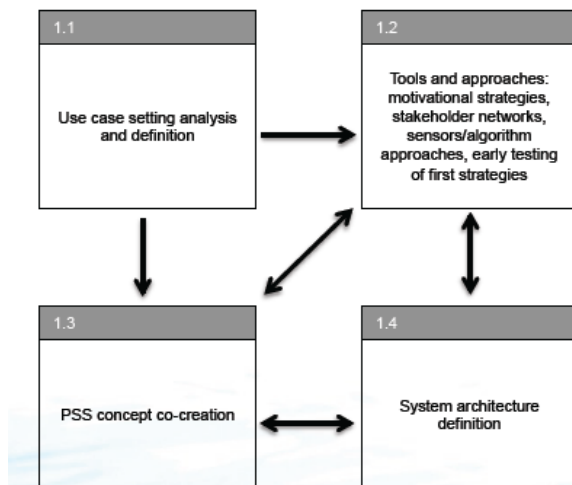 1.1
Use case setting analysis
and definition
1.2
Tools and approaches:
motivational strategies,
stakeholder networks,
sensors/algorithm
approaches, early testing
of first strategies
1.3
PSS concept co-creation
1.4
System architecture
definition